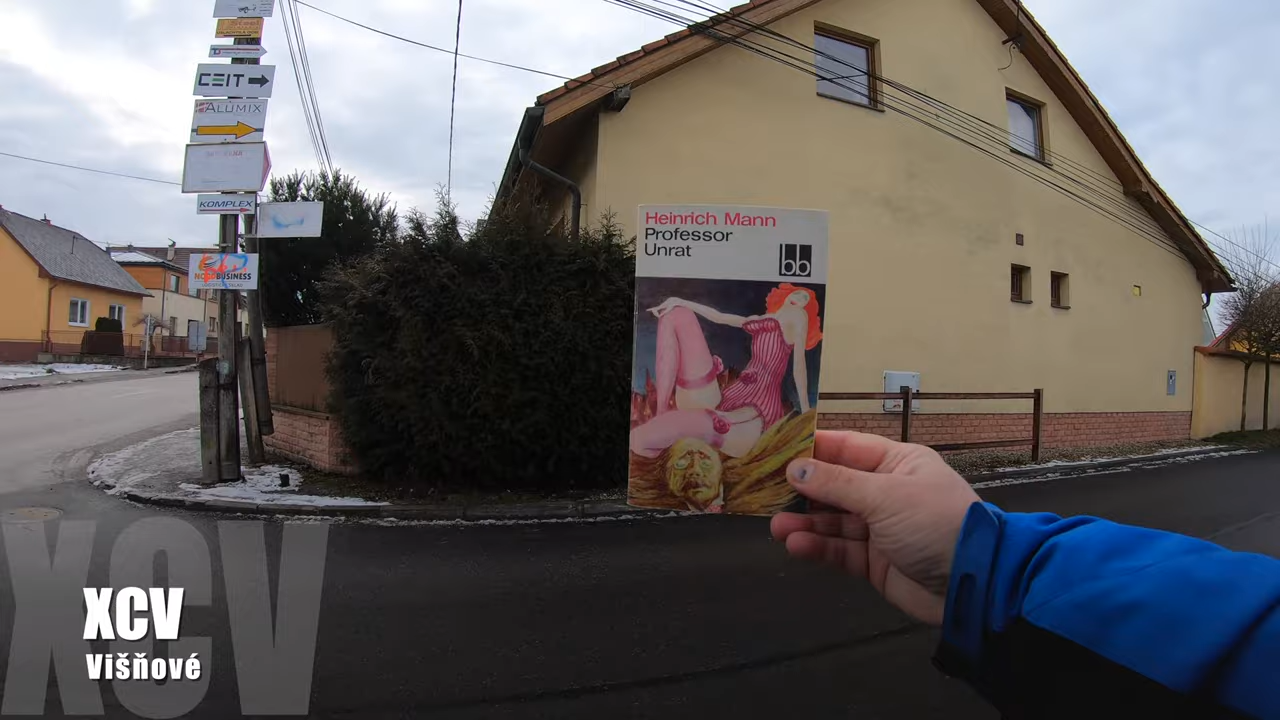 CEIT
ALUMIX
KOMPLEX
BUSINESS
Heinrich Mann
Professor
Unrat
bb
XCV
XCV
Višňové